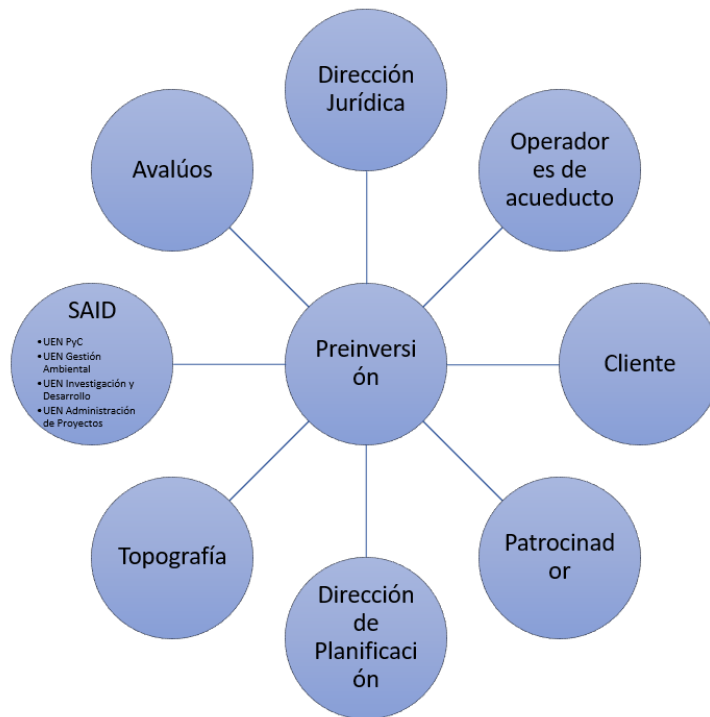 Dirección
Jurídica
Avalúos
Operador
es de
acueducto
SAID
•UEN PyC
•UEN Gestión
Ambiental
•UEN Investigación y
Desarrollo
•UEN Administración
de Proyectos
Preinversi
ón
Cliente
Topografía
Patrocinad
or
Dirección
de
Planificaci
ón